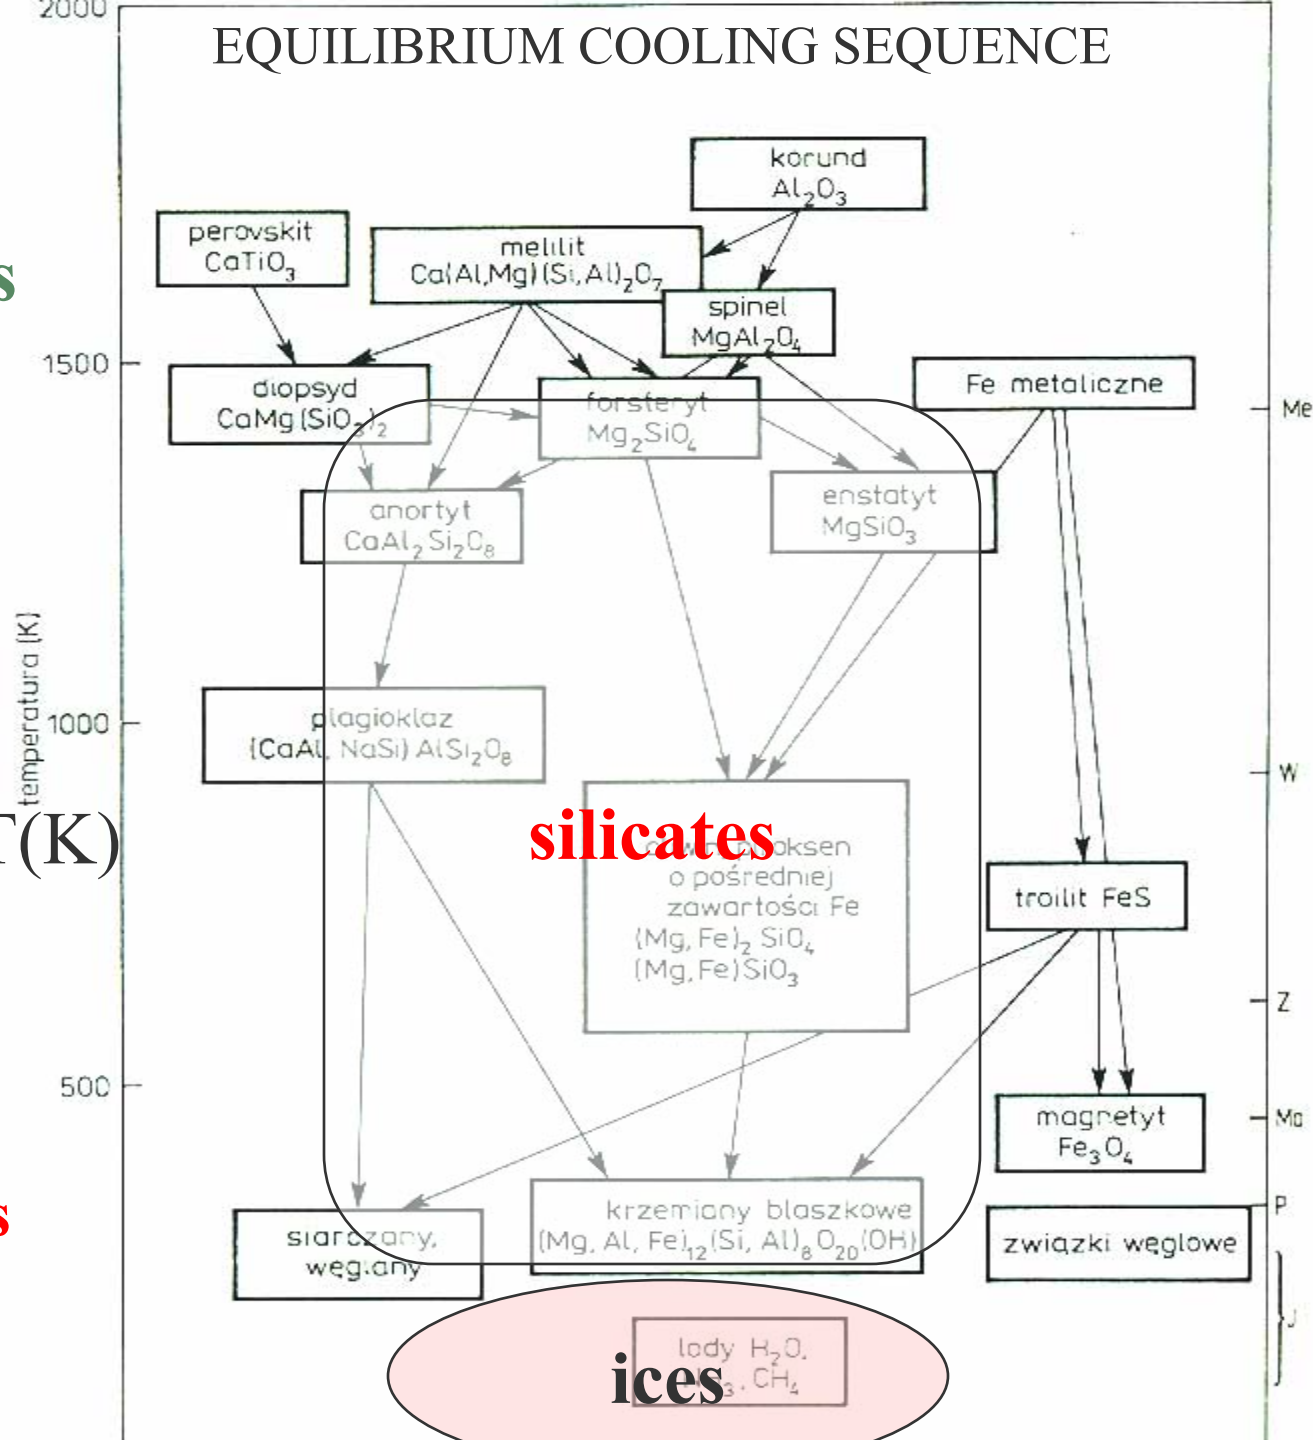 2000
EQUILIBRIUM COOLING SEQUENCE
korund
Al₂O₃
perovskit
CaTiO₃
melilit
Ca(Al,Mg)(Si,Al)₂O₇
s
spinel
MgAl₂O₄
1500
diopsyd
CaMg(SiO₃)₂
forsteryt
Mg₂SiO₄
Fe metaliczne
Me
anortyt
CaAl₂Si₂O₈
enstatyt
MgSiO₃
temperatura (K)
1000
plagioklaz
(CaAl, NaSi) AlSi₂O₈
W
T(K)
silicates
o pośredniej
zawartości Fe
(Mg,Fe)₂ SiO₄
(Mg,Fe)SiO₃
troilit FeS
Z
500
magnetyt
Fe₃O₄
Ma
s
siarczany,
węglany
krzemiany blaszkowe
(Mg, Al, Fe)₁₂(Si, Al)₈O₂₀(OH)
P
związki węglowe
J
lody H₂O,
ices
₃, CH₄